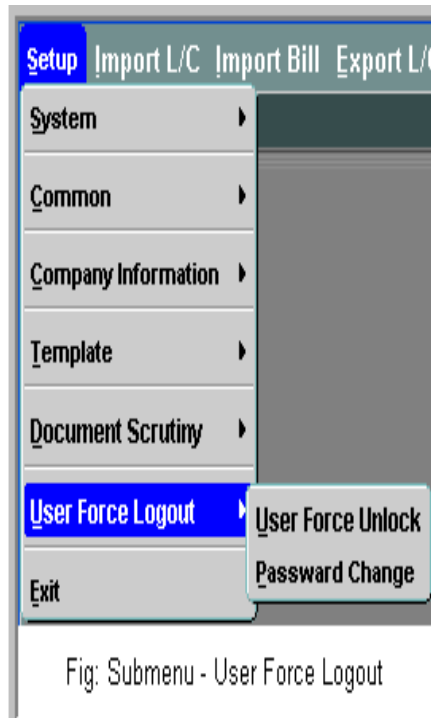 Setup Import L/C Import Bill Export L/
System
Common
Company Information
Template
Document Scrutiny
User Force Logout
User Force Unlock
Passward Change
Exit
Fig: Submenu - User Force Logout